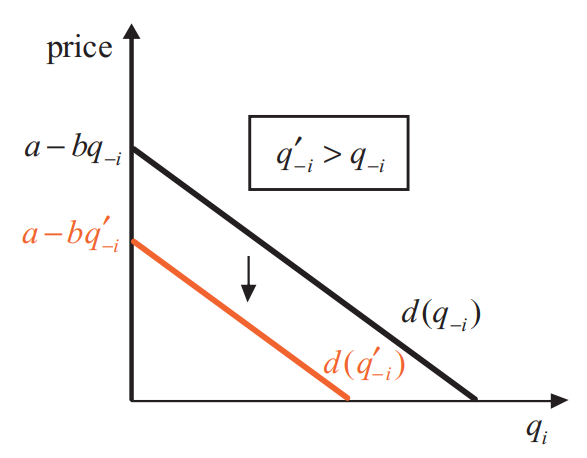 price
a − bq₋ᵢ
q′₋ᵢ > q₋ᵢ
a − bq′₋ᵢ
d(q₋ᵢ)
d(q′₋ᵢ)
qᵢ